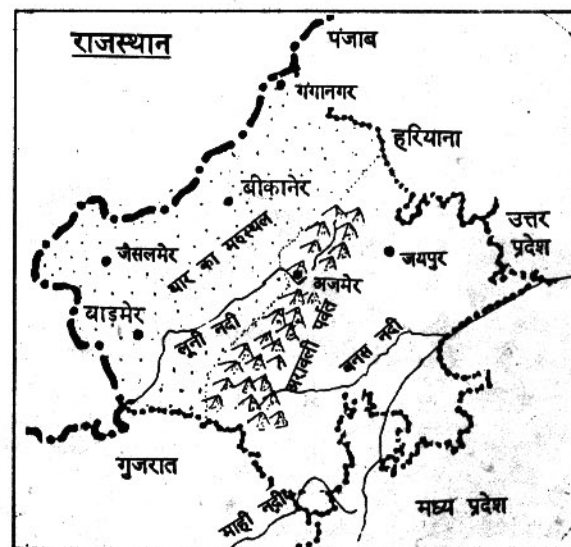 राजस्थान
पंजाब
गंगानगर
हरियाणा
बीकानेर
उत्तर
प्रदेश
जैसलमेर
थार का मरुस्थल
जयपुर
अजमेर
बाड़मेर
लूनी नदी
अरावली पर्वत
बनास नदी
गुजरात
माही नदी
मध्य प्रदेश